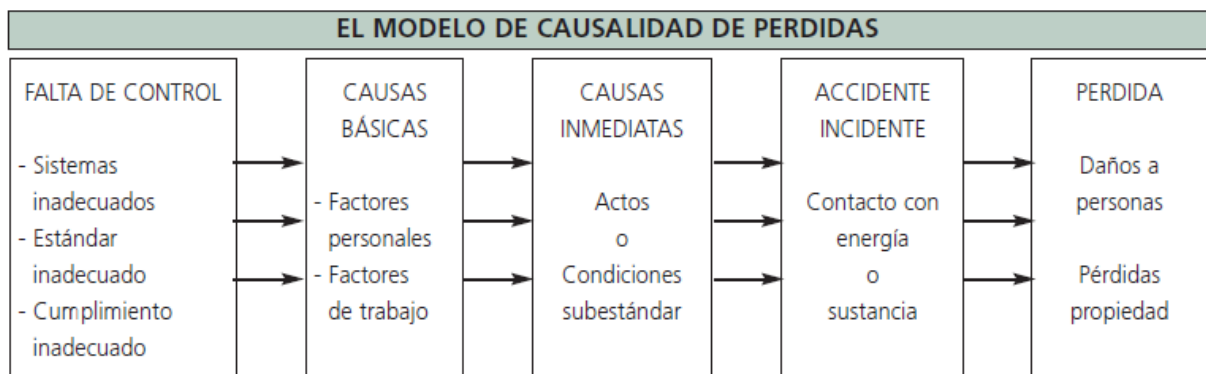 EL MODELO DE CAUSALIDAD DE PERDIDAS
FALTA DE CONTROL
- Sistemas
inadecuados
- Estándar
inadecuado
- Cumplimiento
inadecuado
CAUSAS
BÁSICAS
- Factores
personales
- Factores
de trabajo
CAUSAS
INMEDIATAS
Actos
o
Condiciones
subestándar
ACCIDENTE
INCIDENTE
Contacto con
energía
o
sustancia
PERDIDA
Daños a
personas
Pérdidas
propiedad